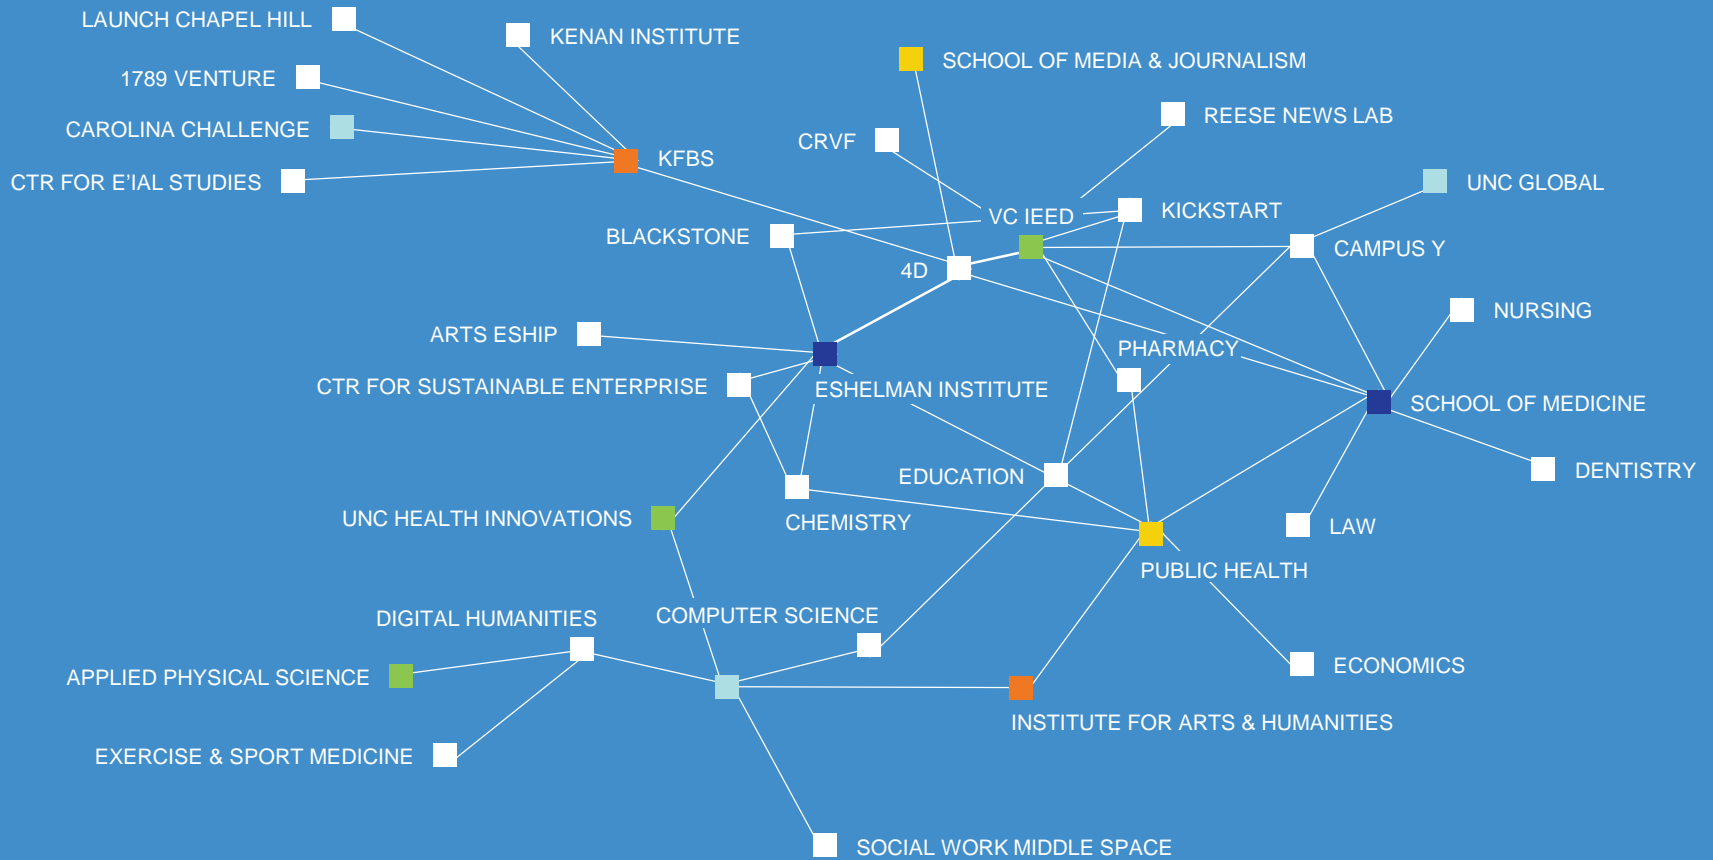 LAUNCH CHAPEL HILL
KENAN INSTITUTE
SCHOOL OF MEDIA & JOURNALISM
1789 VENTURE
REESE NEWS LAB
CAROLINA CHALLENGE
CRVF
KFBS
CTR FOR E'IAL STUDIES
UNC GLOBAL
VC IEED
KICKSTART
BLACKSTONE
CAMPUS Y
4D
NURSING
ARTS ESHIP
PHARMACY
CTR FOR SUSTAINABLE ENTERPRISE
ESHELMAN INSTITUTE
SCHOOL OF MEDICINE
EDUCATION
DENTISTRY
UNC HEALTH INNOVATIONS
CHEMISTRY
LAW
PUBLIC HEALTH
DIGITAL HUMANITIES
COMPUTER SCIENCE
APPLIED PHYSICAL SCIENCE
ECONOMICS
INSTITUTE FOR ARTS & HUMANITIES
EXERCISE & SPORT MEDICINE
SOCIAL WORK MIDDLE SPACE